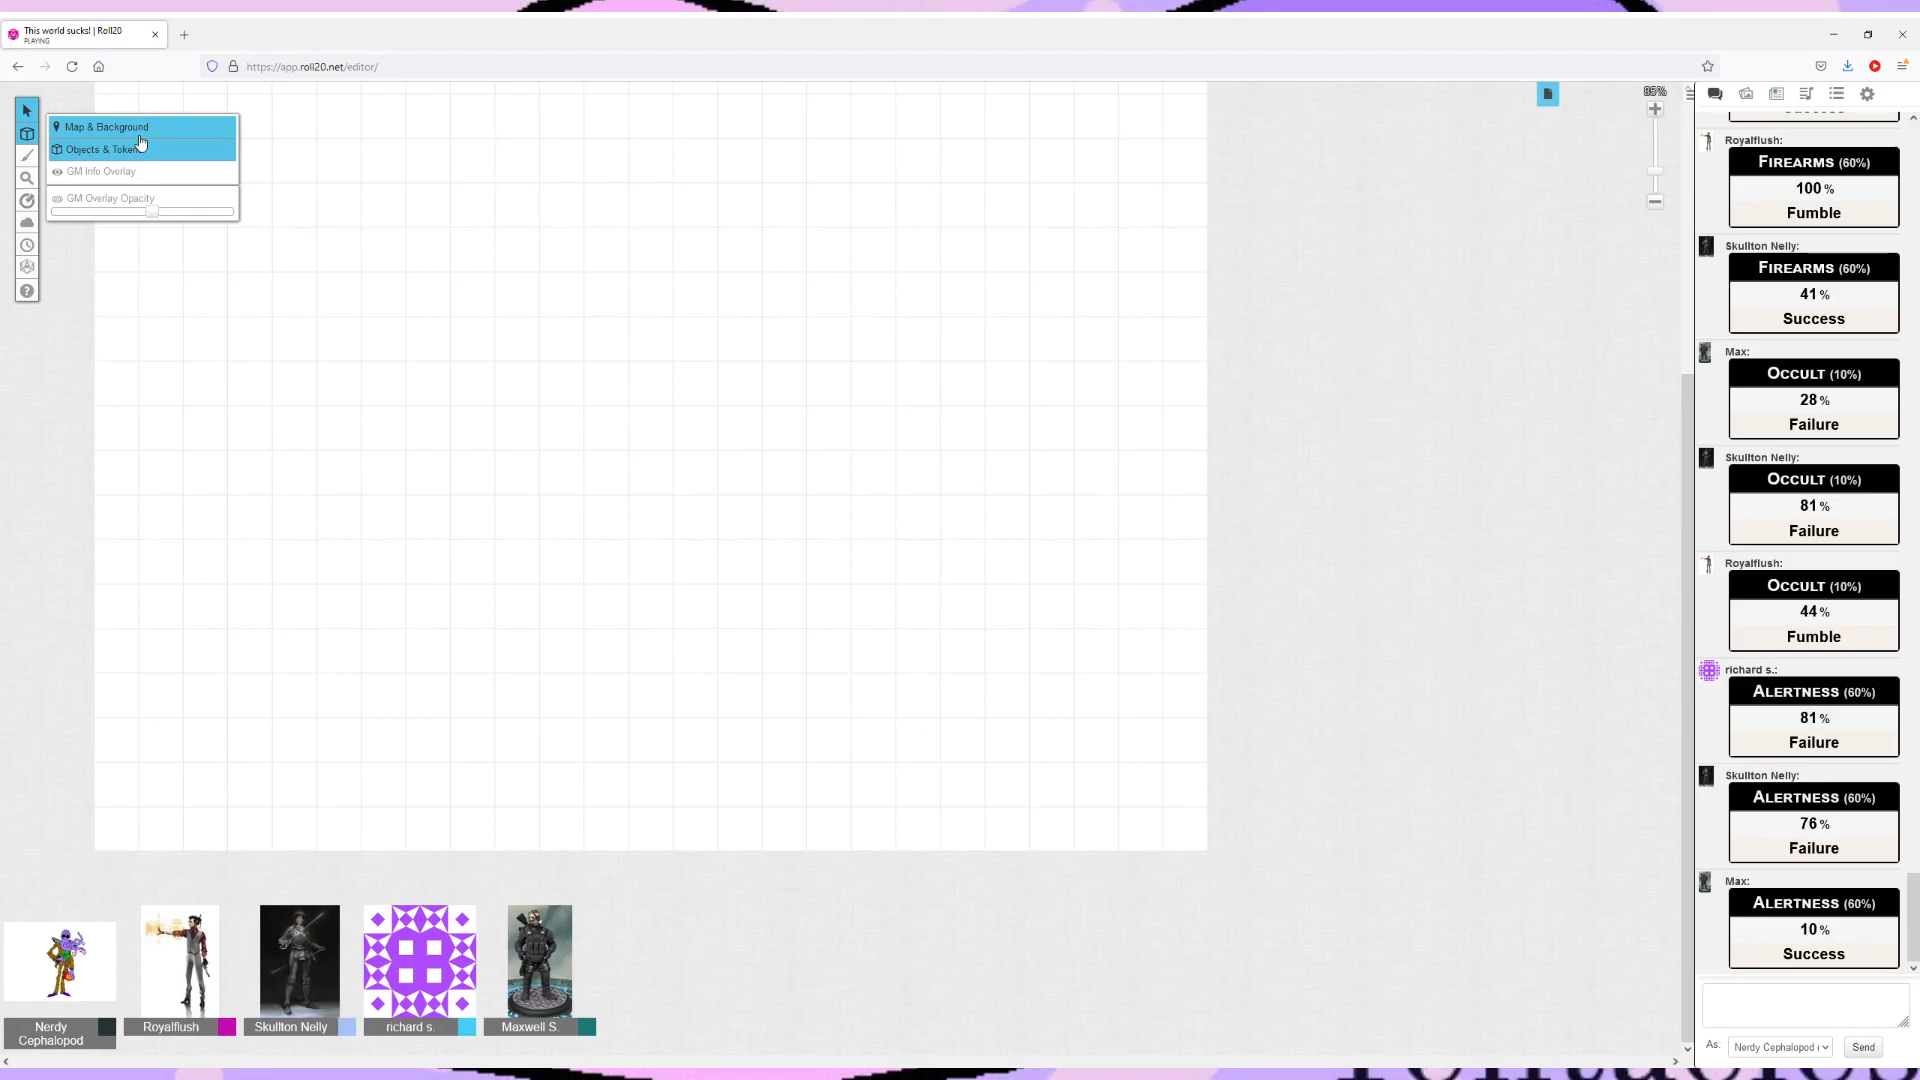 This world sucks! | Roll20
PLAYING
https://app.roll20.net/editor/
Map & Background
Objects & Token
GM Info Overlay
GM Overlay Opacity
85%
Royalflush:
FIREARMS (60%)
100 %
Fumble
Skullton Nelly:
FIREARMS (60%)
41 %
Success
Max:
OCCULT (10%)
28 %
Failure
Skullton Nelly:
OCCULT (10%)
81 %
Failure
Royalflush:
OCCULT (10%)
44 %
Fumble
richard s.:
ALERTNESS (60%)
81 %
Failure
Skullton Nelly:
ALERTNESS (60%)
76 %
Failure
Max:
ALERTNESS (60%)
10 %
Success
Nerdy
Cephalopod
Royalflush
Skullton Nelly
richard s.
Maxwell S.
As:
Nerdy Cephalopod (
Send